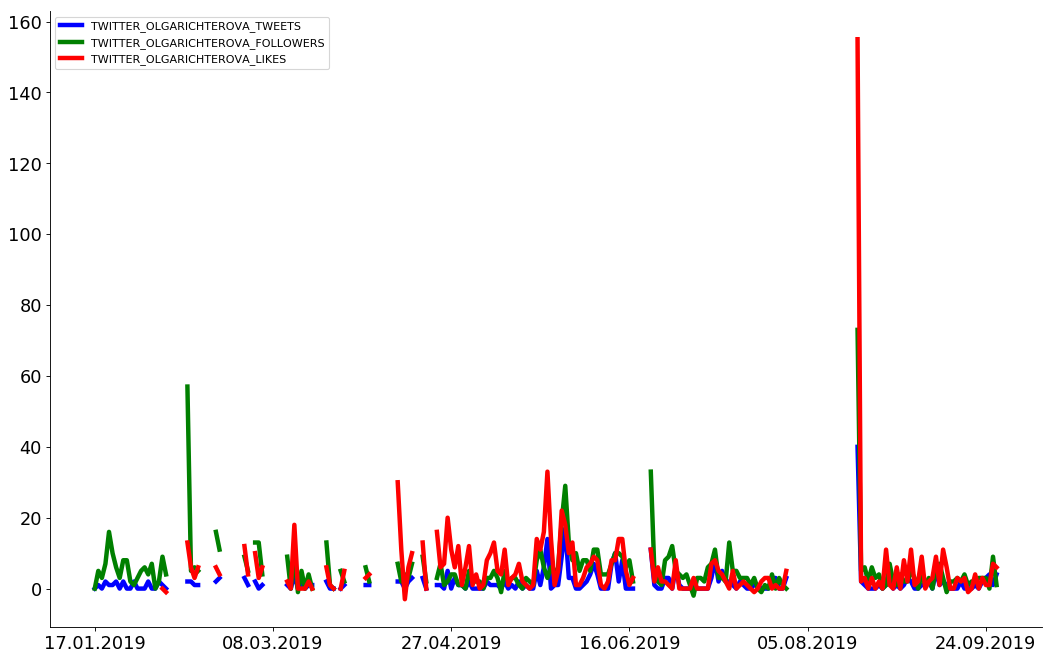 TWITTER_OLGARICHTEROVA_TWEETS
TWITTER_OLGARICHTEROVA_FOLLOWERS
TWITTER_OLGARICHTEROVA_LIKES
160
140
120
100
80
60
40
20
0
17.01.2019 08.03.2019 27.04.2019 16.06.2019 05.08.2019 24.09.2019